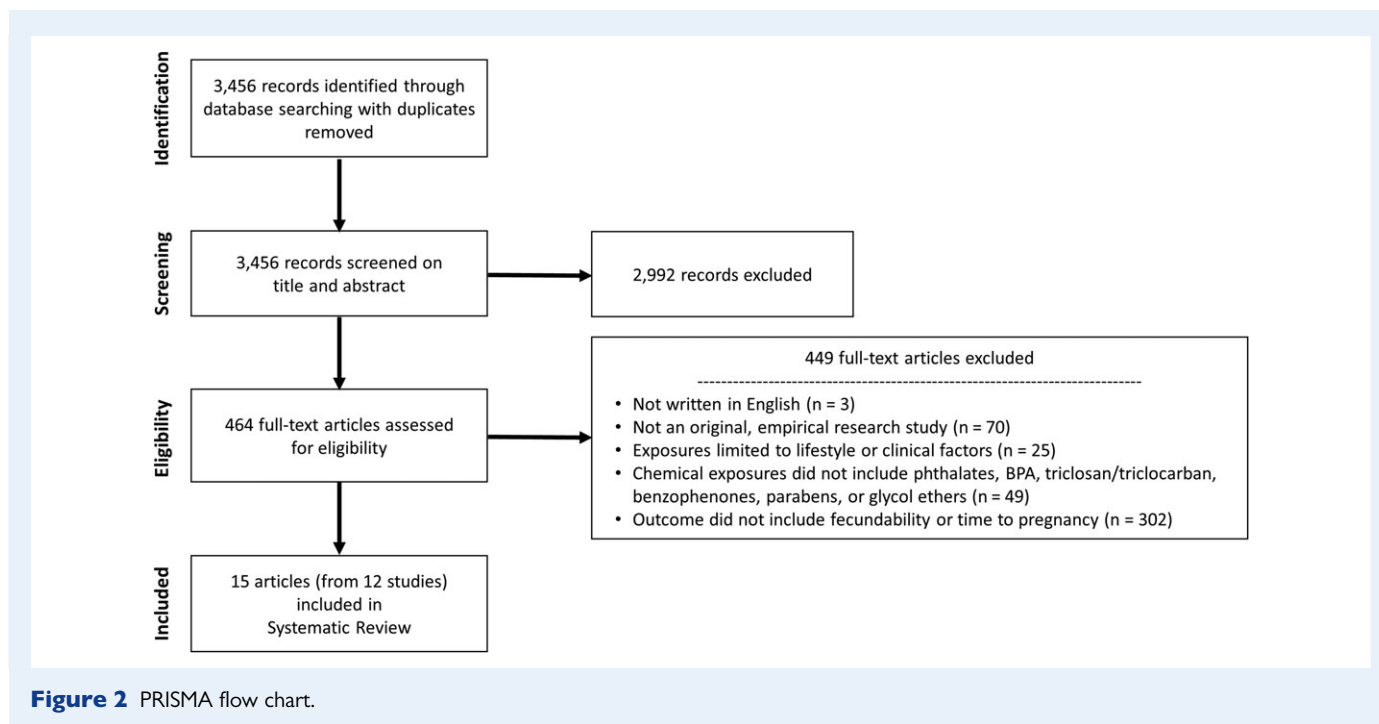 Identification
3,456 records identified through
database searching with duplicates
removed
Screening
3,456 records screened on
title and abstract
2,992 records excluded
Eligibility
464 full-text articles assessed
for eligibility
449 full-text articles excluded
--------------------------------------------------------------------------------
• Not written in English (n = 3)
• Not an original, empirical research study (n = 70)
• Exposures limited to lifestyle or clinical factors (n = 25)
• Chemical exposures did not include phthalates, BPA, triclosan/triclocarban,
benzophenones, parabens, or glycol ethers (n = 49)
• Outcome did not include fecundability or time to pregnancy (n = 302)
Included
15 articles (from 12 studies)
included in
Systematic Review
Figure 2 PRISMA flow chart.